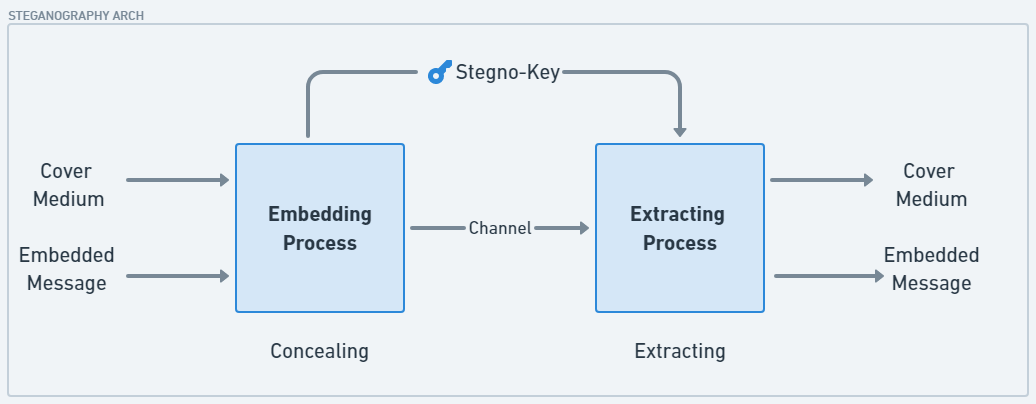 STEGANOGRAPHY ARCH
Stegno-Key
Cover
Medium
Embedded
Message
Embedding
Process
Channel
Extracting
Process
Cover
Medium
Embedded
Message
Concealing
Extracting